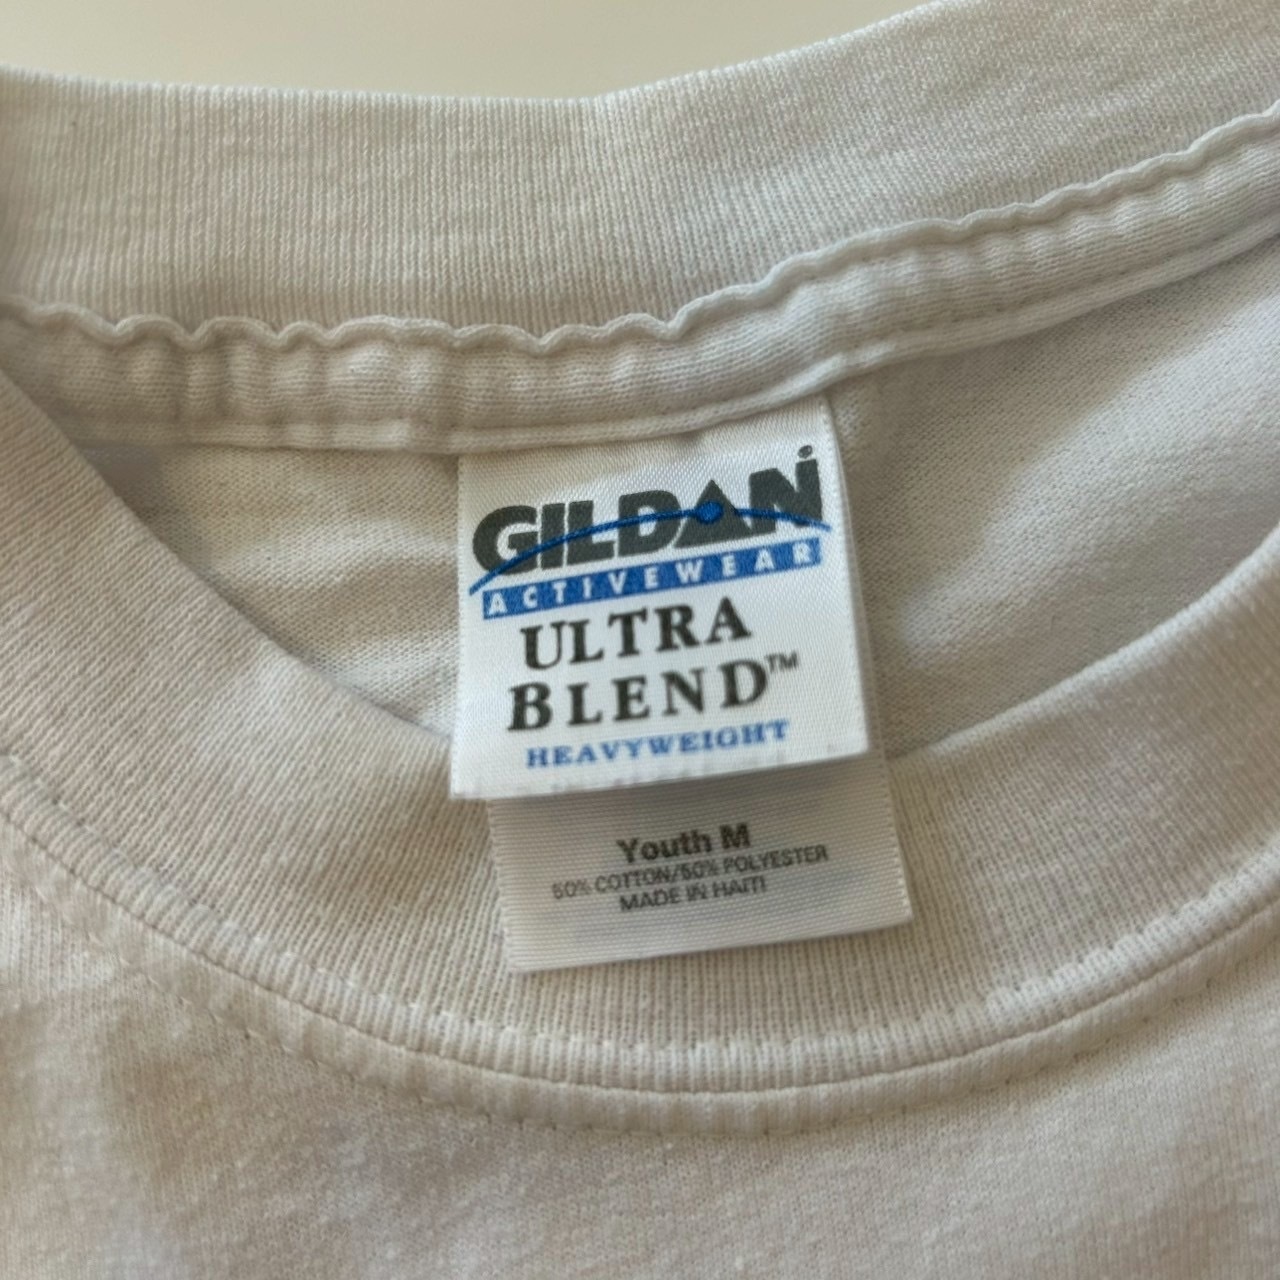 GILDAN
ACTIVEWEAR
ULTRA
BLEND™
HEAVYWEIGHT
Youth M
50% COTTON/50% POLYESTER
MADE IN HAITI